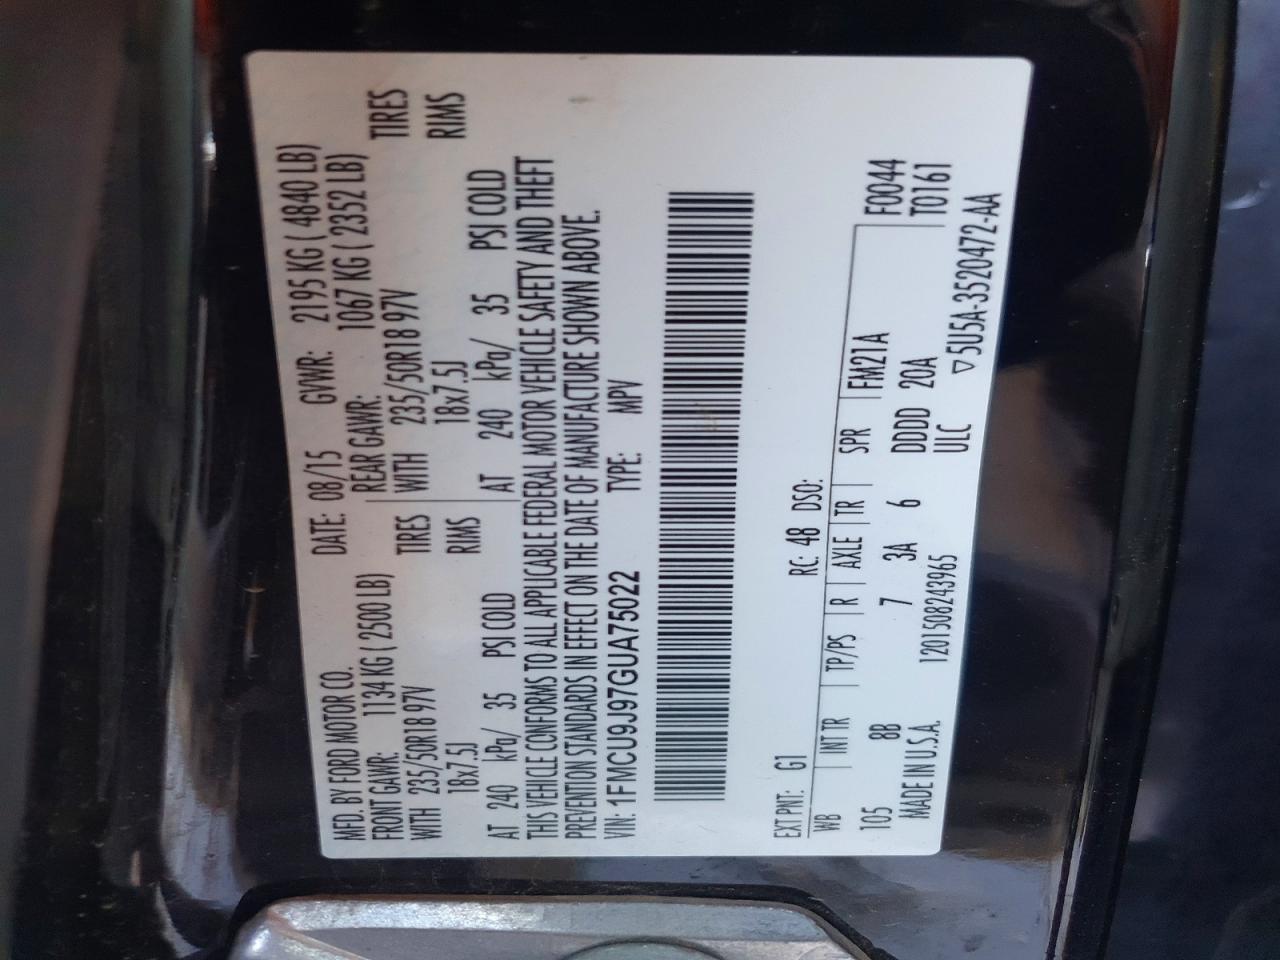 MFD. BY FORD MOTOR CO. DATE: 08/15 GVWR: 2195 KG ( 4840 LB)
FRONT GAWR: 1134 KG ( 2500 LB) REAR GAWR: 1067 KG ( 2352 LB)
WITH 235/50R18 97V TIRES WITH 235/50R18 97V TIRES
18x7.5J RIMS 18x7.5J RIMS
AT 240 kPa/ 35 PSI COLD AT 240 kPa/ 35 PSI COLD
THIS VEHICLE CONFORMS TO ALL APPLICABLE FEDERAL MOTOR VEHICLE SAFETY AND THEFT
PREVENTION STANDARDS IN EFFECT ON THE DATE OF MANUFACTURE SHOWN ABOVE.
VIN: 1FMCU9J97GUA75022 TYPE: MPV
EXT PNT: G1 RC: 48 DSO:
WB INT TR TP/PS R AXLE TR SPR FM21A F0044
105 8B 7 3A 6 DDDD 20A T0161
MADE IN U.S.A. 1201508243965 ULC ▽5U5A-3520472-AA